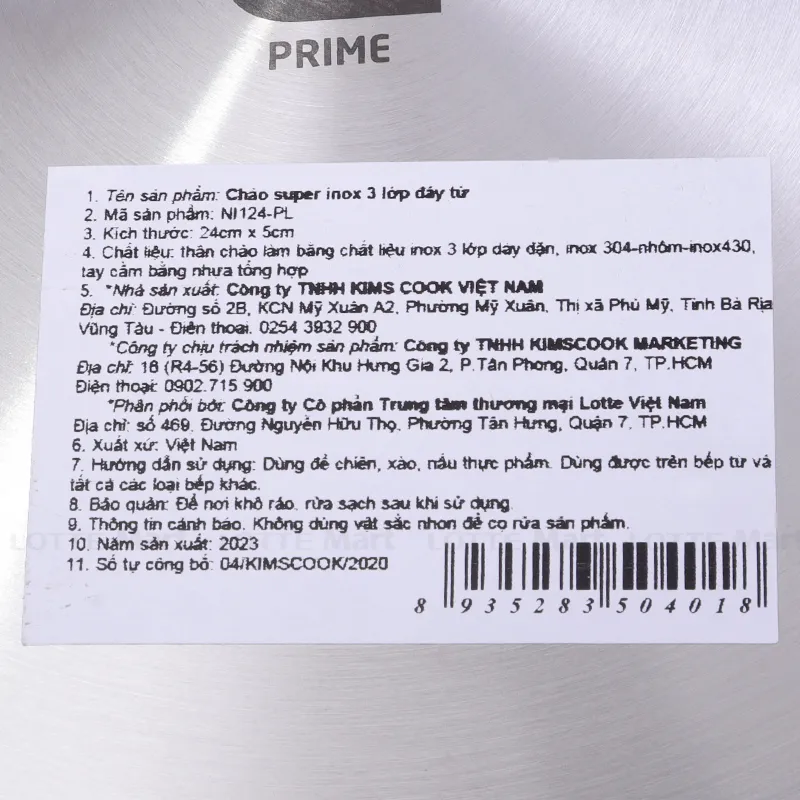 PRIME
1. Tên sản phẩm: Chảo super inox 3 lớp đáy từ
2. Mã sản phẩm: NI124-PL
3. Kích thước: 24cm x 5cm
4. Chất liệu: thân chảo làm bằng chất liệu inox 3 lớp dày dặn, inox 304-nhôm-inox430,
tay cầm bằng nhựa tổng hợp
5. *Nhà sản xuất: Công ty TNHH KIMS COOK VIỆT NAM
Địa chỉ: Đường số 2B, KCN Mỹ Xuân A2, Phường Mỹ Xuân, Thị xã Phú Mỹ, Tỉnh Bà Rịa
Vũng Tàu - Điện thoại: 0254 3932 900
*Công ty chịu trách nhiệm sản phẩm: Công ty TNHH KIMSCOOK MARKETING
Địa chỉ: 16 (R4-56) Đường Nội Khu Hưng Gia 2, P.Tân Phong, Quận 7, TP.HCM
Điện thoại: 0902.715 900
*Phân phối bởi: Công ty Cổ phần Trung tâm thương mại Lotte Việt Nam
Địa chỉ: số 469, Đường Nguyễn Hữu Thọ, Phường Tân Hưng, Quận 7, TP.HCM
6. Xuất xứ: Việt Nam
7. Hướng dẫn sử dụng: Dùng để chiên, xào, nấu thực phẩm. Dùng được trên bếp từ và
tất cả các loại bếp khác.
8. Bảo quản: Để nơi khô ráo, rửa sạch sau khi sử dụng
9. Thông tin cảnh báo: Không dùng vật sắc nhọn để cọ rửa sản phẩm.
LOTTE Mart LOTTE Mart LOTTE Mart
10. Năm sản xuất: 2023
11. Số tự công bố: 04/KIMSCOOK/2020
8 935283 504018